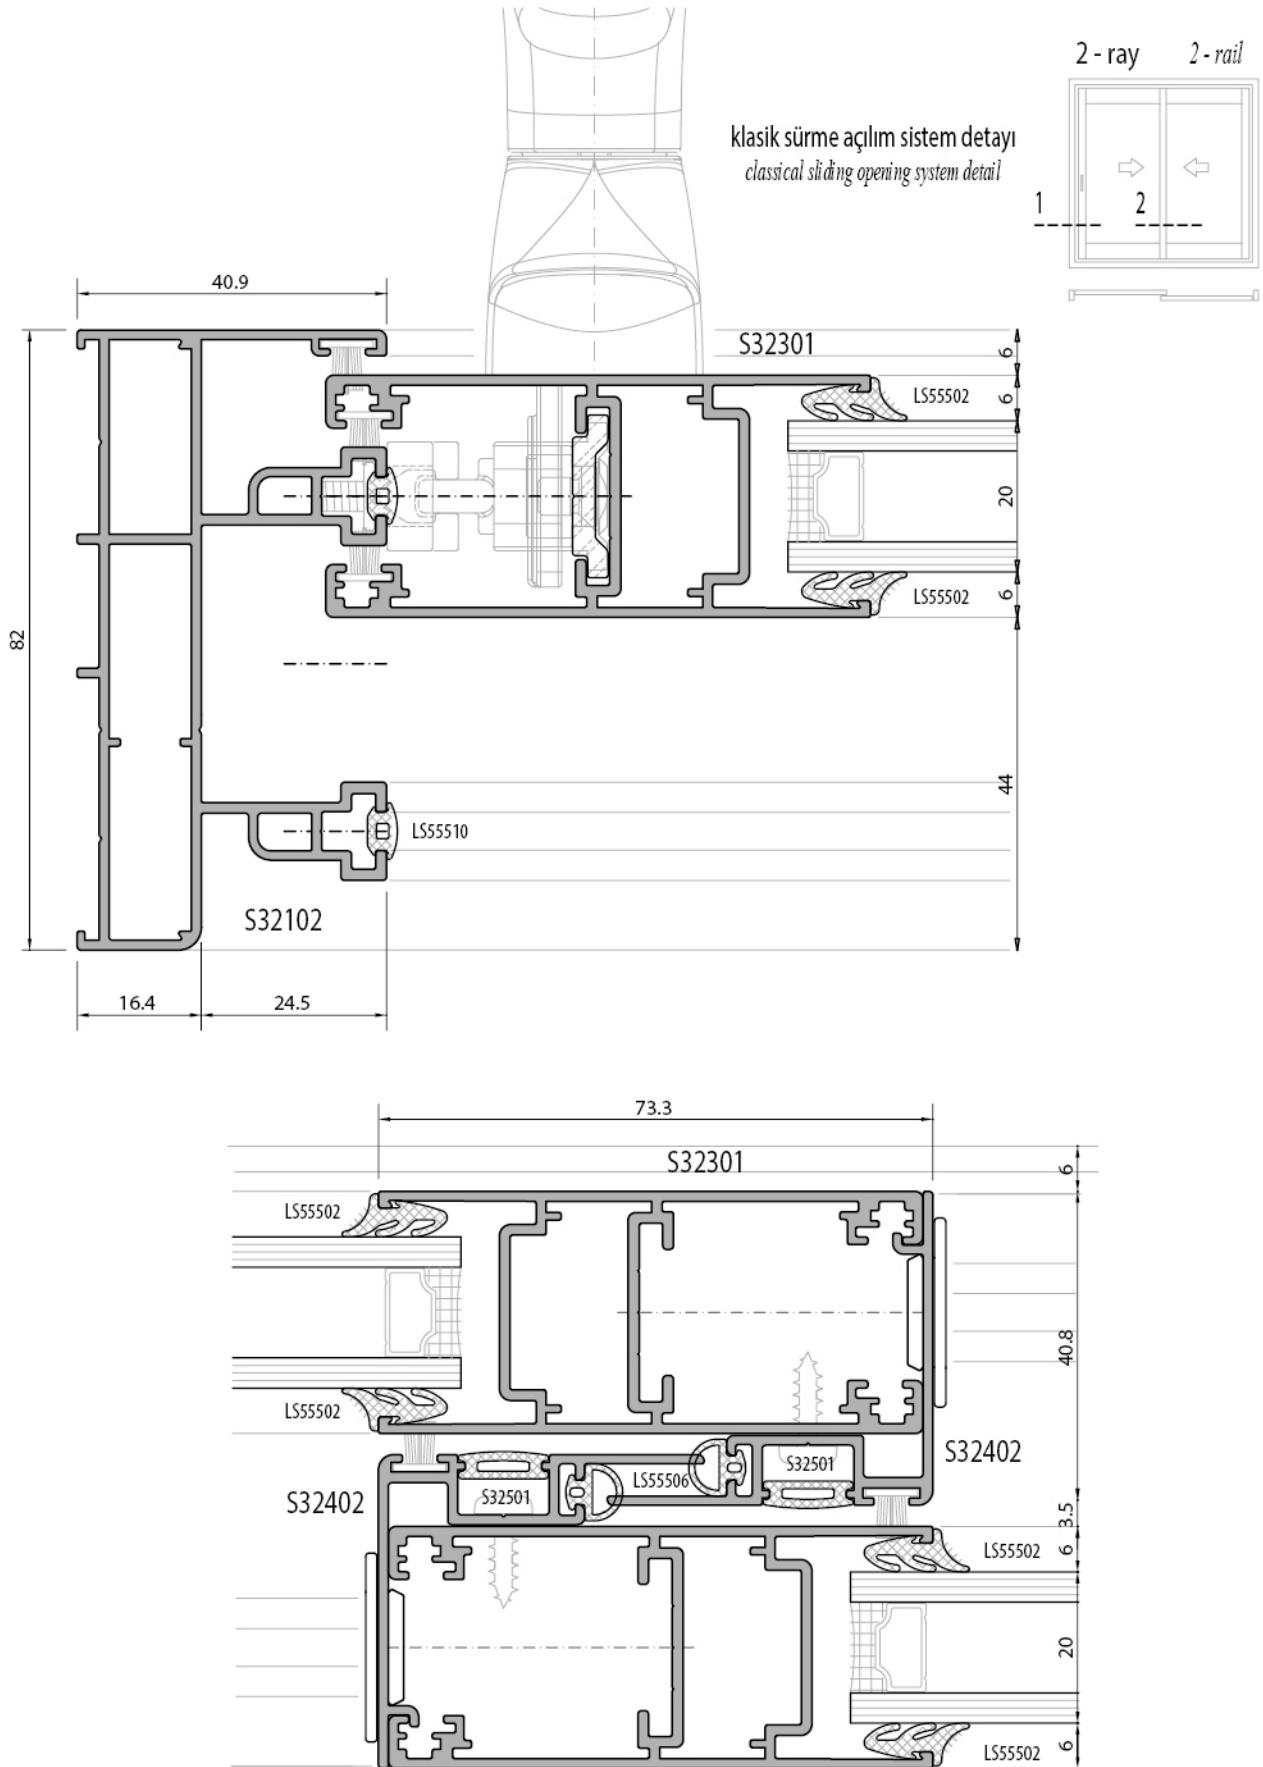 2 - ray 2 - rail
klasik sürme açılım sistem detayı
classical sliding opening system detail
1 2
40.9
S32301
6
LS55502
6
20
LS55502
6
82
44
LS55510
S32102
16.4 24.5
73.3
S32301
6
LS55502
40.8
LS55502
S32402
S32501
LS55506
S32501
S32402
3.5
LS55502
6
20
LS55502
6